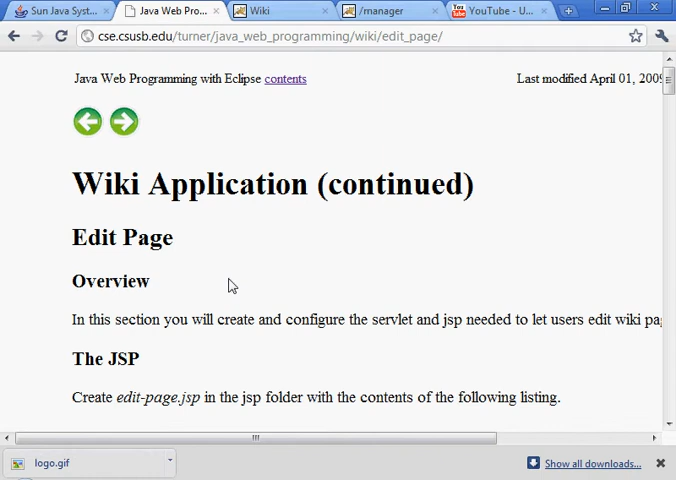 Sun Java Syst
Java Web Pro...
Wiki
/manager
You Tube
YouTube - U...
cse.csusb.edu/turner/java_web_programming/wiki/edit_page/
Java Web Programming with Eclipse contents
Last modified April 01, 2009
Wiki Application (continued)
Edit Page
Overview
In this section you will create and configure the servlet and jsp needed to let users edit wiki
The JSP
Create edit-page.jsp in the jsp folder with the contents of the following listing.
logo.gif
Show all downloads...